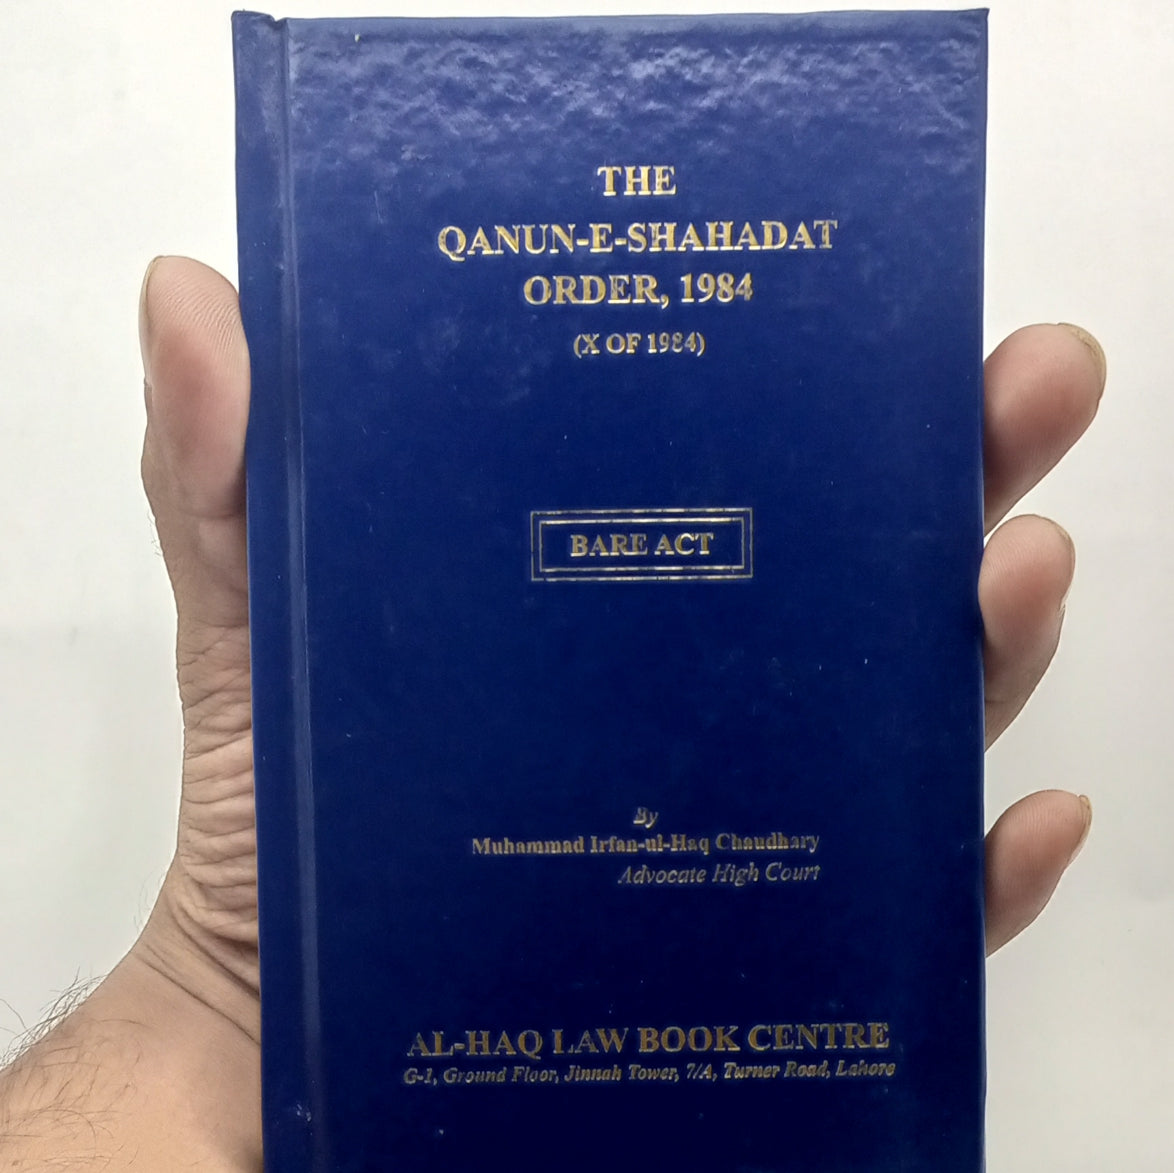 THE
QANUN-E-SHAHADAT
ORDER, 1984
(X OF 1984)
BARE ACT
By
Muhammad Irfan-ul-Haq Chaudhary
Advocate High Court
AL-HAQ LAW BOOK CENTRE
G-1, Ground Floor, Jinnah Tower, 7/A, Turner Road, Lahore